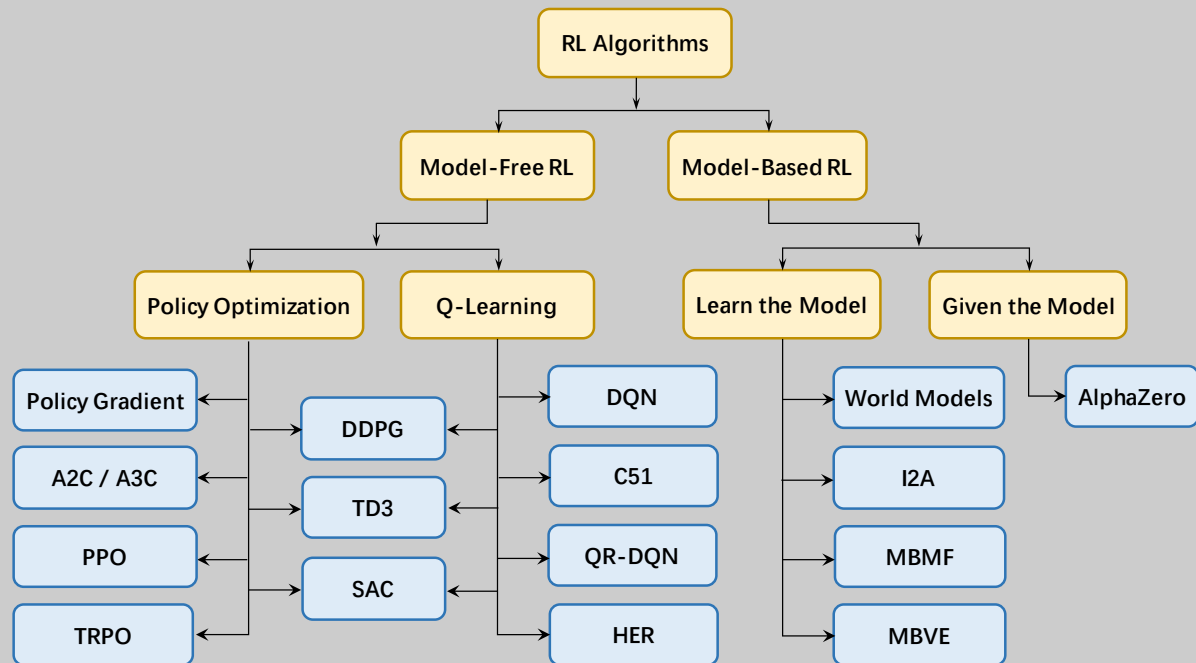 RL Algorithms
Model-Free RL
Model-Based RL
Policy Optimization
Q-Learning
Learn the Model
Given the Model
Policy Gradient
DDPG
DQN
World Models
AlphaZero
A2C / A3C
TD3
C51
I2A
PPO
SAC
QR-DQN
MBMF
TRPO
HER
MBVE